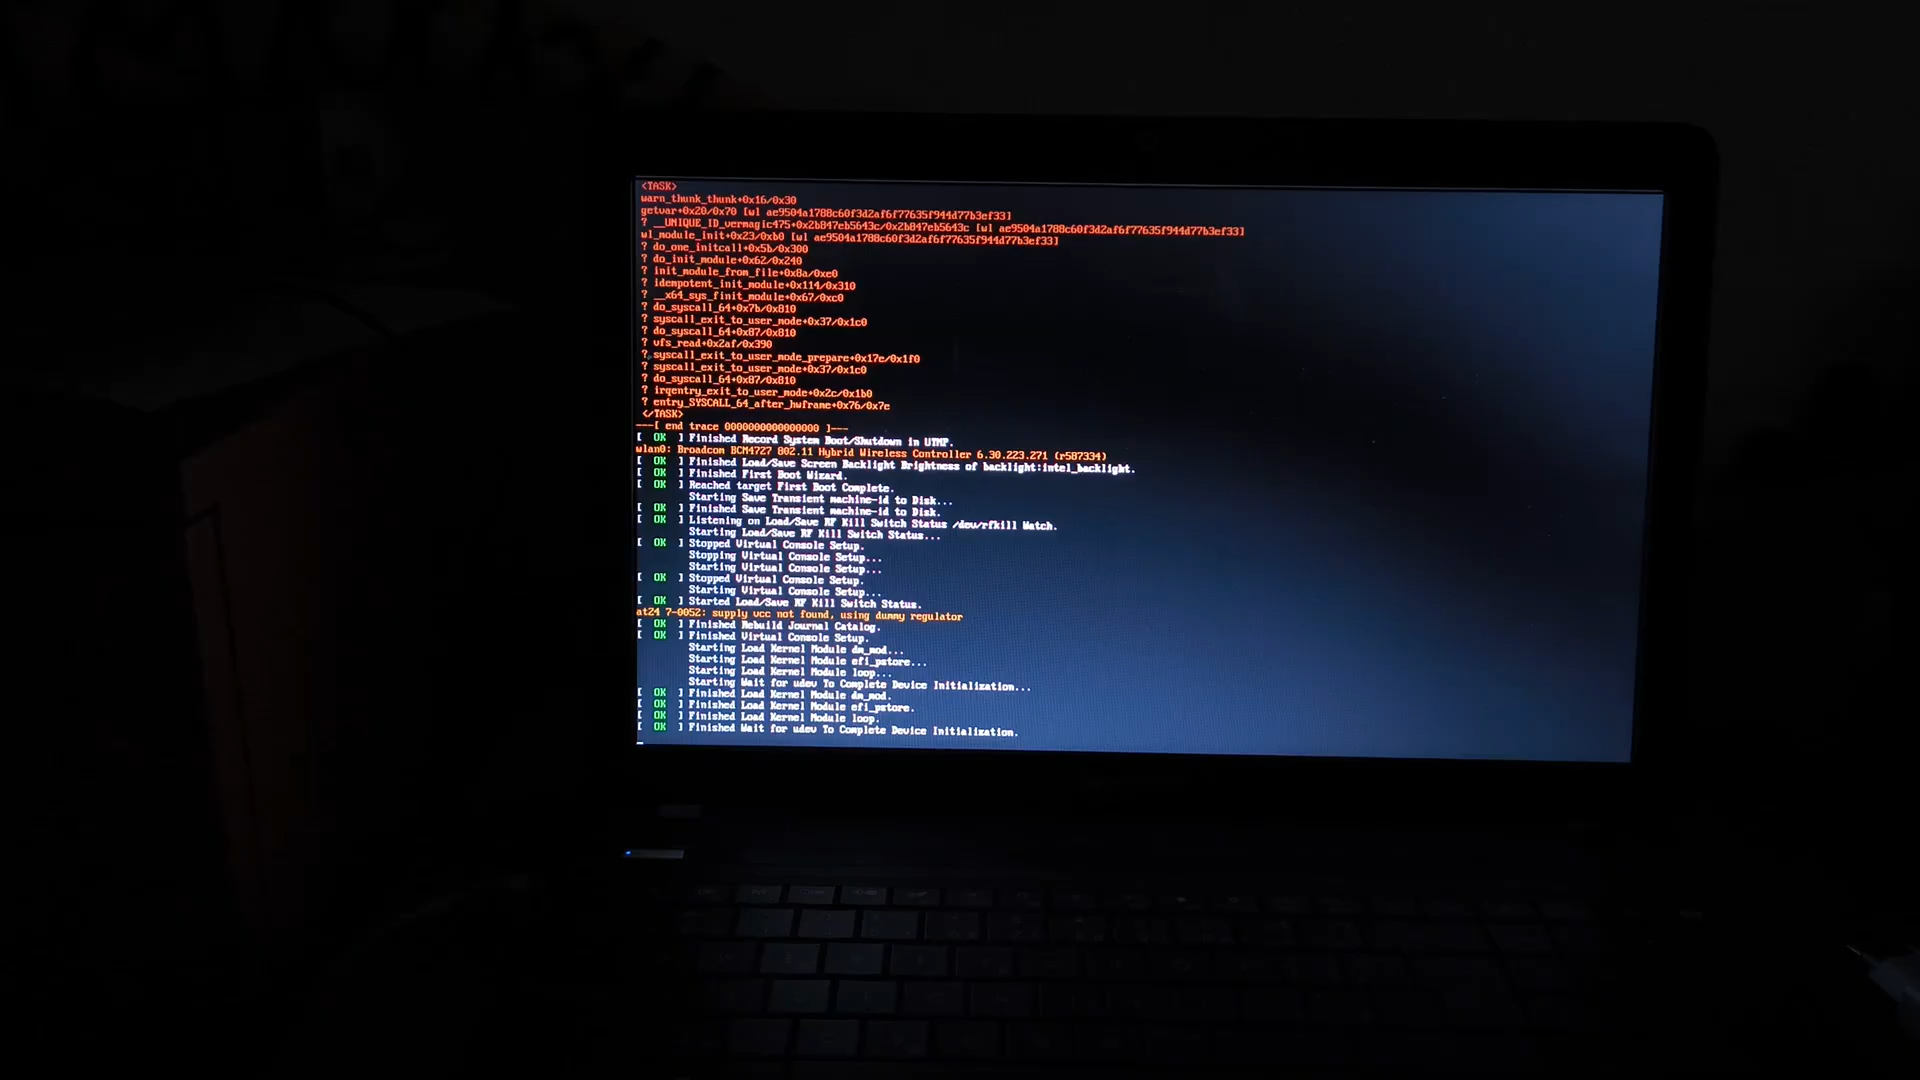 <TASK>
warn_thunk_thunk+0x16/0x30
getvar+0x20/0x70 [wl ae9504a1788c60f3d2af6f77635f944d77b3ef33]
? __UNIQUE_ID_vermagic475+0x2b847eb5643c/0x2b847eb5643c [wl ae9504a1788c60f3d2af6f77635f944d77b3ef33]
wl_module_init+0x23/0xb0 [wl ae9504a1788c60f3d2af6f77635f944d77b3ef33]
? do_one_initcall+0x5b/0x300
? do_init_module+0x62/0x240
? init_module_from_file+0x8a/0xe0
? idempotent_init_module+0x114/0x310
? __x64_sys_finit_module+0x67/0xc0
? do_syscall_64+0x7b/0x810
? syscall_exit_to_user_mode+0x37/0x1c0
? do_syscall_64+0x87/0x810
? vfs_read+0x2af/0x390
? syscall_exit_to_user_mode_prepare+0x17e/0x1f0
? syscall_exit_to_user_mode+0x37/0x1c0
? do_syscall_64+0x87/0x810
? irqentry_exit_to_user_mode+0x2c/0x1b0
? entry_SYSCALL_64_after_hwframe+0x76/0x7e
</TASK>
---[ end trace 0000000000000000 ]---
[  OK  ] Finished Record System Boot/Shutdown in UTMP.
wlan0: Broadcom BCM4727 802.11 Hybrid Wireless Controller 6.30.223.271 (r587334)
[  OK  ] Finished Load/Save Screen Backlight Brightness of backlight:intel_backlight.
[  OK  ] Finished First Boot Wizard.
[  OK  ] Reached target First Boot Complete.
Starting Save Transient machine-id to Disk...
[  OK  ] Finished Save Transient machine-id to Disk.
[  OK  ] Listening on Load/Save RF Kill Switch Status /dev/rfkill Watch.
Starting Load/Save RF Kill Switch Status...
[  OK  ] Stopped Virtual Console Setup.
Stopping Virtual Console Setup...
Starting Virtual Console Setup...
[  OK  ] Stopped Virtual Console Setup.
Starting Virtual Console Setup...
[  OK  ] Started Load/Save RF Kill Switch Status.
at24 7-0052: supply vcc not found, using dummy regulator
[  OK  ] Finished Rebuild Journal Catalog.
[  OK  ] Finished Virtual Console Setup.
Starting Load Kernel Module dm_mod...
Starting Load Kernel Module efi_pstore...
Starting Load Kernel Module loop...
Starting Wait for udev To Complete Device Initialization...
[  OK  ] Finished Load Kernel Module dm_mod.
[  OK  ] Finished Load Kernel Module efi_pstore.
[  OK  ] Finished Load Kernel Module loop.
[  OK  ] Finished Wait for udev To Complete Device Initialization.